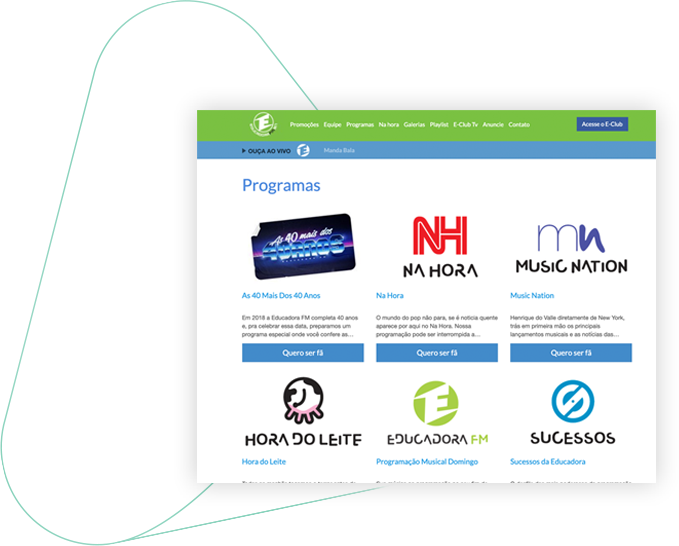 Promoções Equipe Programas Na hora Galerias Playlist E-Club Tv Anuncie Contato Acesse o E-Club
OUÇA AO VIVO Manda Bala
Programas
As 40 mais dos
40 ANOS
NH
NA HORA
mn
MUSIC NATION
As 40 Mais Dos 40 Anos
Na Hora
Music Nation
Em 2018 a Educadora FM completa 40 anos
e, pra celebrar essa data, preparamos um
programa especial onde você confere as...
O mundo do pop não para, se é noticia quente
aparece por aqui no Na Hora. Nossa
programação pode ser interrompida a...
Henrique do Valle diretamente de New York,
trás em primeira mão os principais
lançamentos musicais e as notícias das...
Quero ser fã
Quero ser fã
Quero ser fã
HORA DO LEITE
E
EDUCADORA FM
SUCESSOS
Hora do Leite
Programação Musical Domingo
Sucessos da Educadora